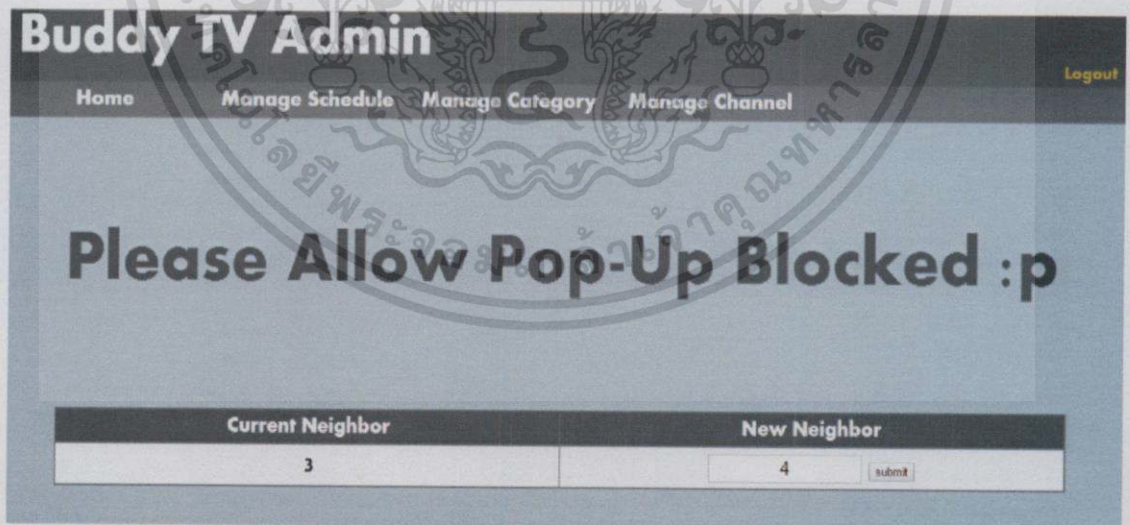 Buddy TV Admin
Logout
Home Manage Schedule Manage Category Manage Channel
Please Allow Pop-Up Blocked :p
Current Neighbor New Neighbor
3 4 submit